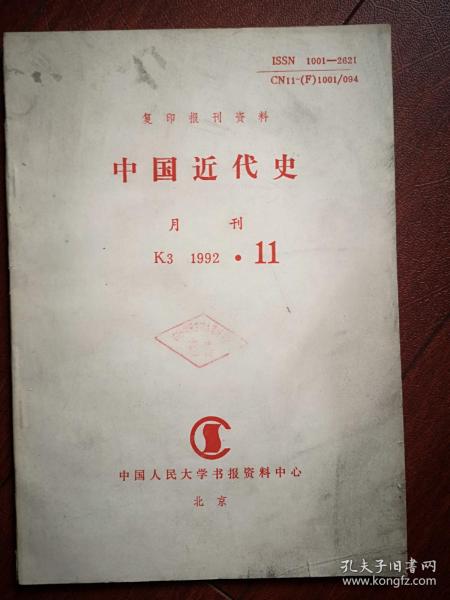 ISSN 1001—2621
CN11-(F)1001/094
复印报刊资料
中国近代史
月刊
K3 1992·11
中国人民大学书报资料中心
北京
孔夫子旧书网
www.kongfz.com